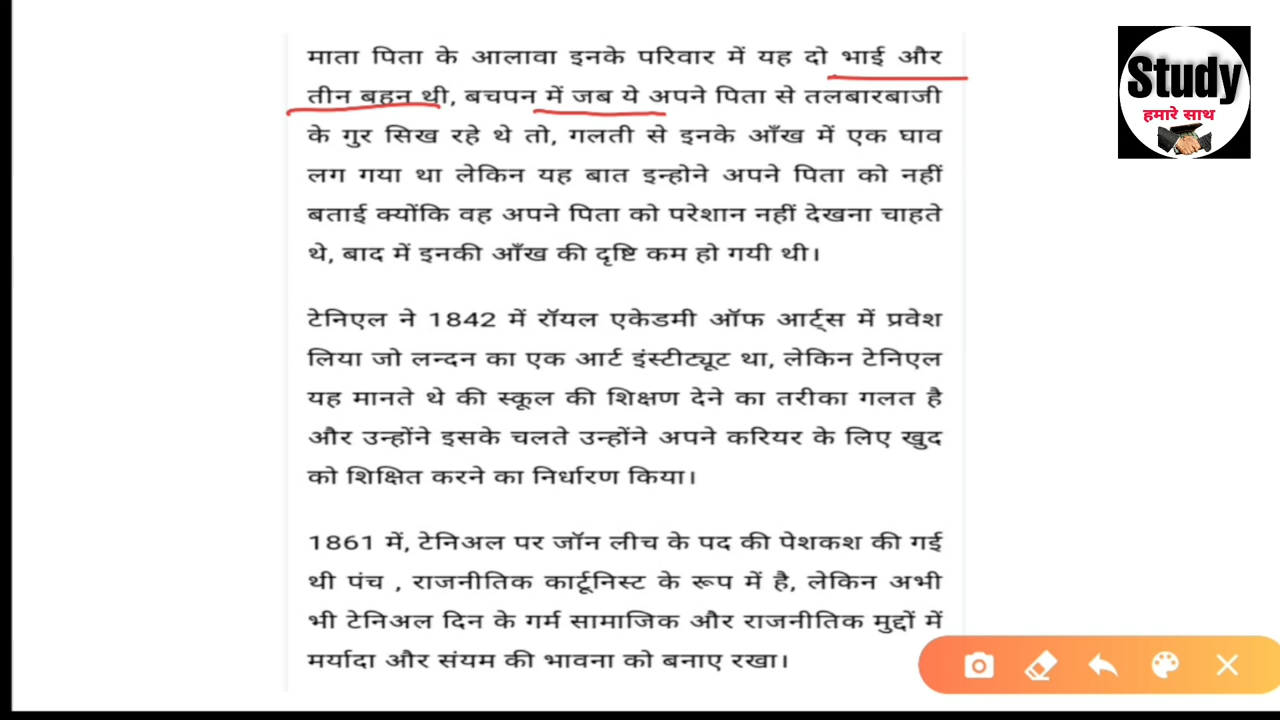 माता पिता के आलावा इनके परिवार में यह दो भाई और
तीन बहन थी, बचपन में जब ये अपने पिता से तलबारबाजी
के गुर सिख रहे थे तो, गलती से इनके आँख में एक घाव
लग गया था लेकिन यह बात इन्होने अपने पिता को नहीं
बताई क्योंकि वह अपने पिता को परेशान नहीं देखना चाहते
थे, बाद में इनकी आँख की दृष्टि कम हो गयी थी।
टेनिएल ने 1842 में रॉयल एकेडमी ऑफ आर्ट्स में प्रवेश
लिया जो लन्दन का एक आर्ट इंस्टीट्यूट था, लेकिन टेनिएल
यह मानते थे की स्कूल की शिक्षण देने का तरीका गलत है
और उन्होंने इसके चलते उन्होंने अपने करियर के लिए खुद
को शिक्षित करने का निर्धारण किया।
1861 में, टेनिअल पर जॉन लीच के पद की पेशकश की गई
थी पंच , राजनीतिक कार्टूनिस्ट के रूप में है, लेकिन अभी
भी टेनिअल दिन के गर्म सामाजिक और राजनीतिक मुद्दों में
मर्यादा और संयम की भावना को बनाए रखा।
Study
हमारे साथ